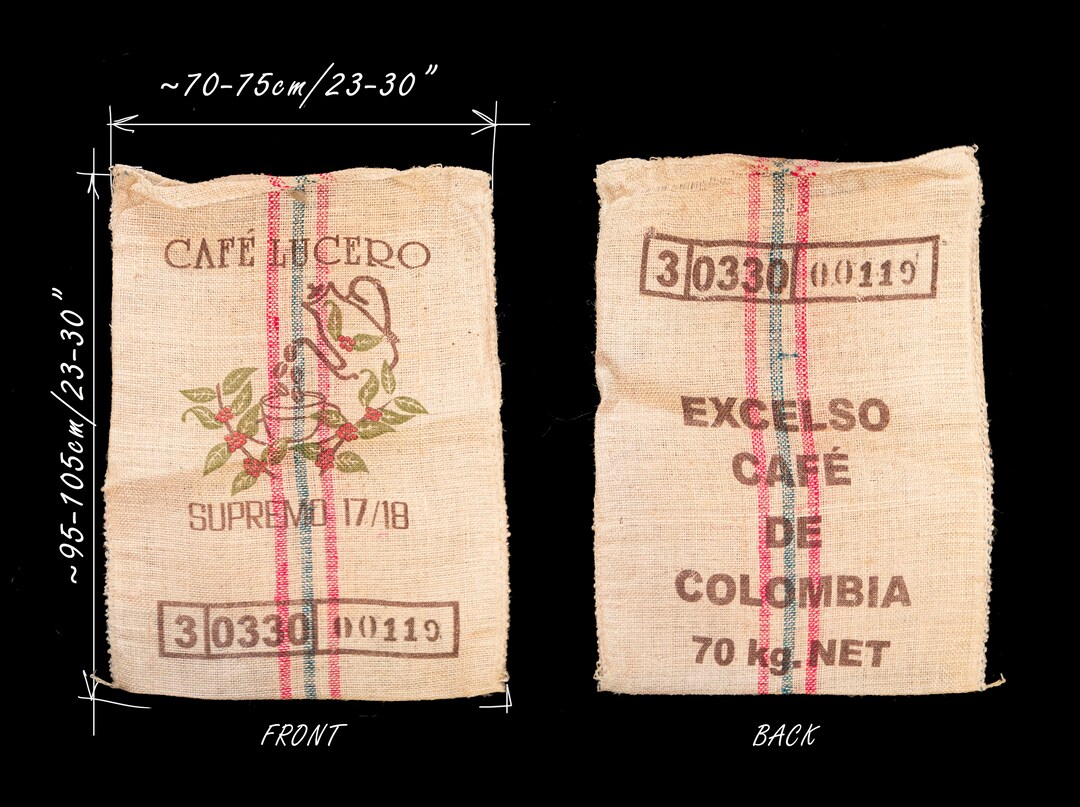 ~70-75cm/23-30"
~95-105cm/23-30"
CAFÉ LUCERO
SUPREMO 17/18
3 0330 00119
FRONT
3 0330 00119
EXCELSO
CAFÉ
DE
COLOMBIA
70 kg. NET
BACK